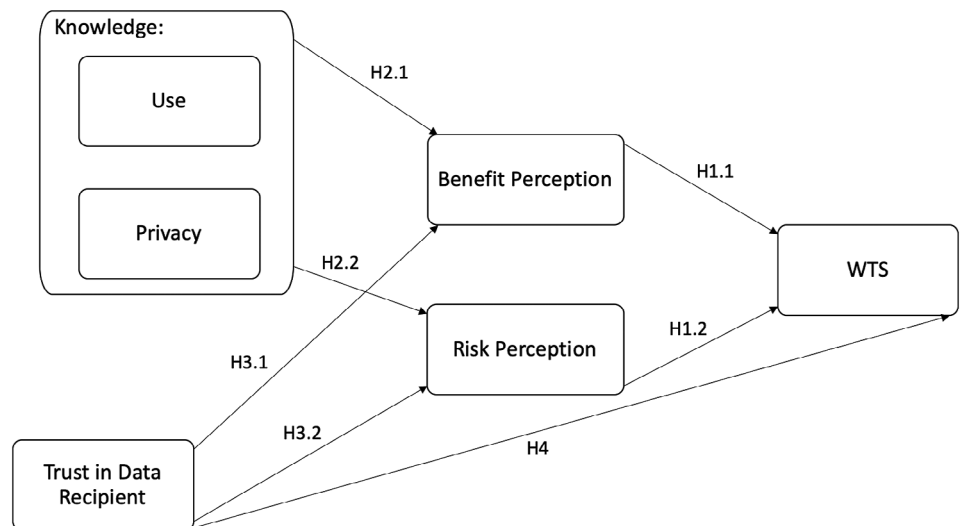 Knowledge:
Use
Privacy
H2.1
Benefit Perception
H1.1
WTS
H2.2
Risk Perception
H1.2
H3.1
H3.2
H4
Trust in Data
Recipient